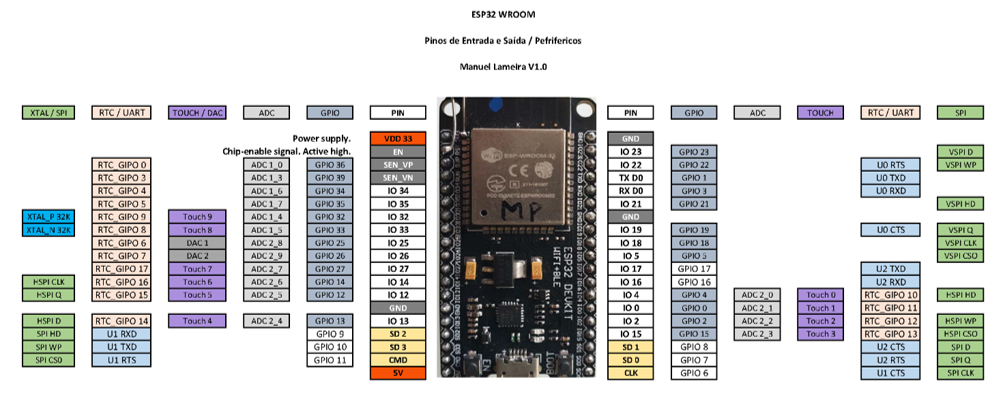 ESP32 WROOM
Pinos de Entrada e Saída / Pefrifericos
Manuel Lameira V1.0
XTAL / SPI RTC / UART TOUCH / DAC ADC GPIO PIN PIN GPIO ADC TOUCH RTC / UART SPI
Power supply. VDD 33 GND
Chip-enable signal. Active high. EN IO 23 GPIO 23 VSPI D
RTC_GIPO 0 ADC 1_0 GPIO 36 SEN_VP IO 22 GPIO 22 U0 RTS VSPI WP
RTC_GIPO 3 ADC 1_3 GPIO 39 SEN_VN TX D0 GPIO 1 U0 TXD
RTC_GIPO 4 ADC 1_6 GPIO 34 IO 34 RX D0 GPIO 3 U0 RXD
RTC_GIPO 5 ADC 1_7 GPIO 35 IO 35 IO 21 GPIO 21 VSPI HD
XTAL_P 32K RTC_GIPO 9 Touch 9 ADC 1_4 GPIO 32 IO 32 GND
XTAL_N 32K RTC_GIPO 8 Touch 8 ADC 1_5 GPIO 33 IO 33 IO 19 GPIO 19 U0 CTS VSPI Q
RTC_GIPO 6 DAC 1 ADC 2_8 GPIO 25 IO 25 IO 18 GPIO 18 VSPI CLK
RTC_GIPO 7 DAC 2 ADC 2_9 GPIO 26 IO 26 IO 5 GPIO 5 VSPI CSO
RTC_GIPO 17 Touch 7 ADC 2_7 GPIO 27 IO 27 IO 17 GPIO 17 U2 TXD
HSPI CLK RTC_GIPO 16 Touch 6 ADC 2_6 GPIO 14 IO 14 IO 16 GPIO 16 U2 RXD
HSPI Q RTC_GIPO 15 Touch 5 ADC 2_5 GPIO 12 IO 12 IO 4 GPIO 4 ADC 2_0 Touch 0 RTC_GIPO 10 HSPI HD
GND IO 0 GPIO 0 ADC 2_1 Touch 1 RTC_GIPO 11
HSPI D RTC_GIPO 14 Touch 4 ADC 2_4 GPIO 13 IO 13 IO 2 GPIO 2 ADC 2_2 Touch 2 RTC_GIPO 12 HSPI WP
SPI HD U1 RXD GPIO 9 SD 2 IO 15 GPIO 15 ADC 2_3 Touch 3 RTC_GIPO 13 HSPI CSO
SPI WP U1 TXD GPIO 10 SD 3 SD 1 GPIO 8 U2 CTS SPI D
SPI CS0 U1 RTS GPIO 11 CMD SD 0 GPIO 7 U2 RTS SPI Q
5V CLK GPIO 6 U1 CTS SPI CLK
WiFi ESP-WROOM-32
CE
MP
ESP32 DEVKIT
WIFI+BLE